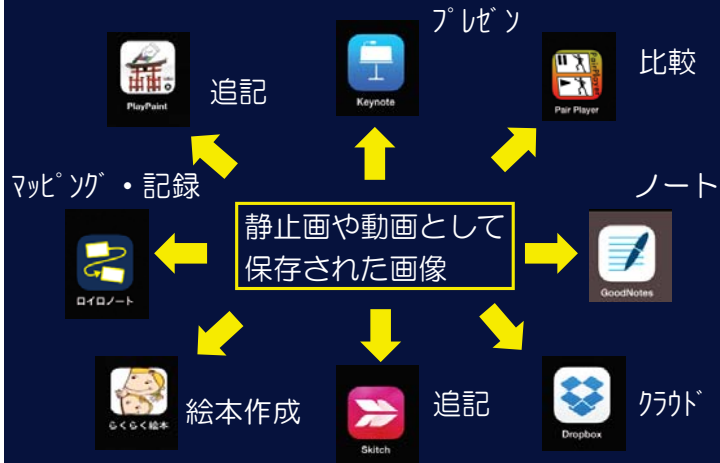 プレゼン
PlayPaint
追記
Keynote
Pair Player
比較
PairPlayer
マッピング・記録
ノート
静止画や動画として
保存された画像
ロイロノート
GoodNotes
らくらく絵本
絵本作成
Skitch
追記
Dropbox
クラウド